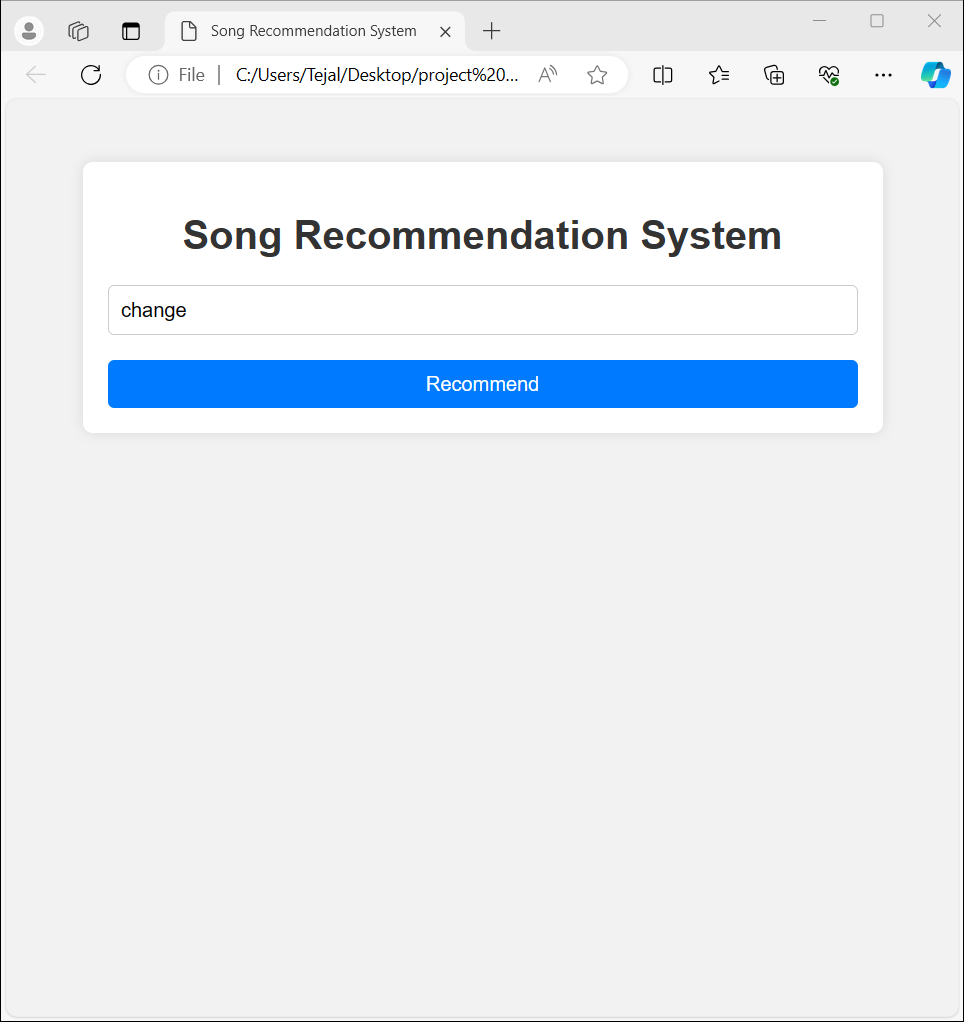 Song Recommendation System
File | C:/Users/Tejal/Desktop/project%20...
Song Recommendation System
change
Recommend